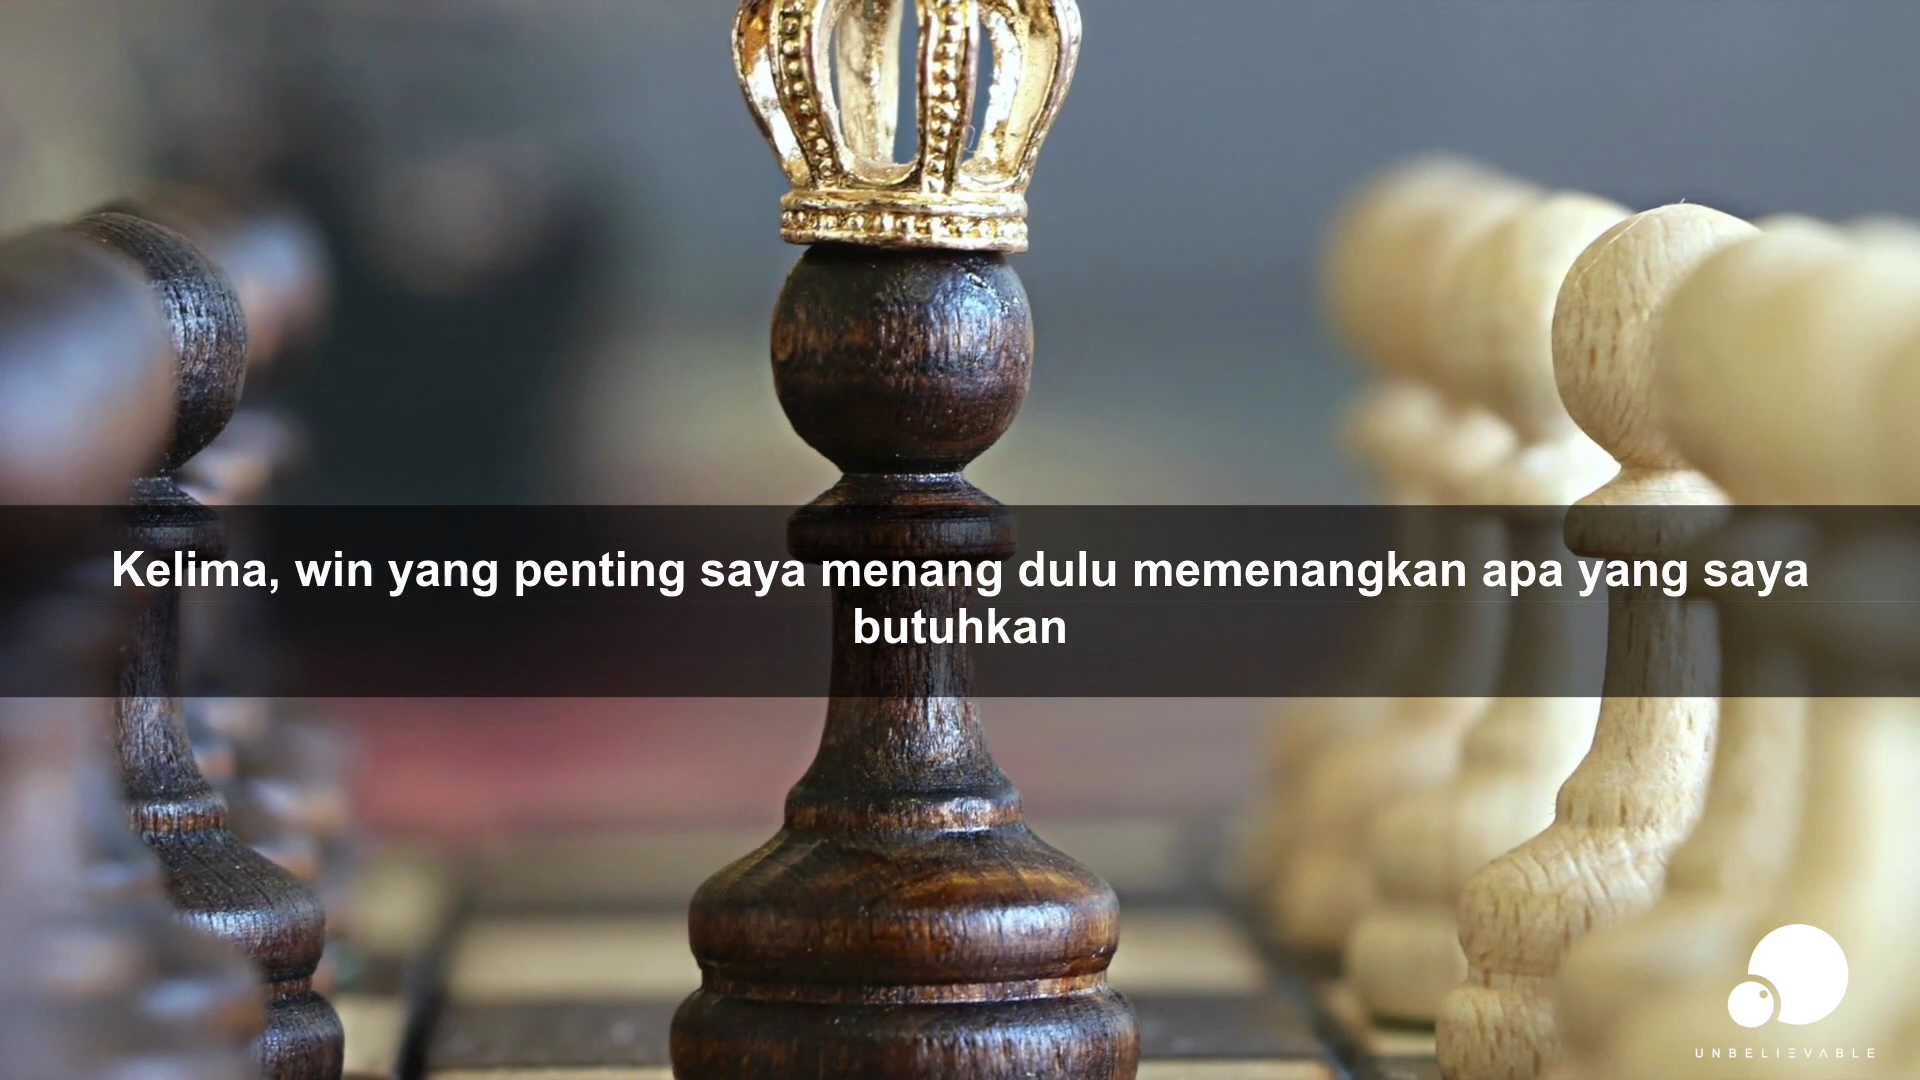 Kelima, win yang penting saya menang dulu memenangkan apa yang saya
butuhkan
UNBELIEVABLE